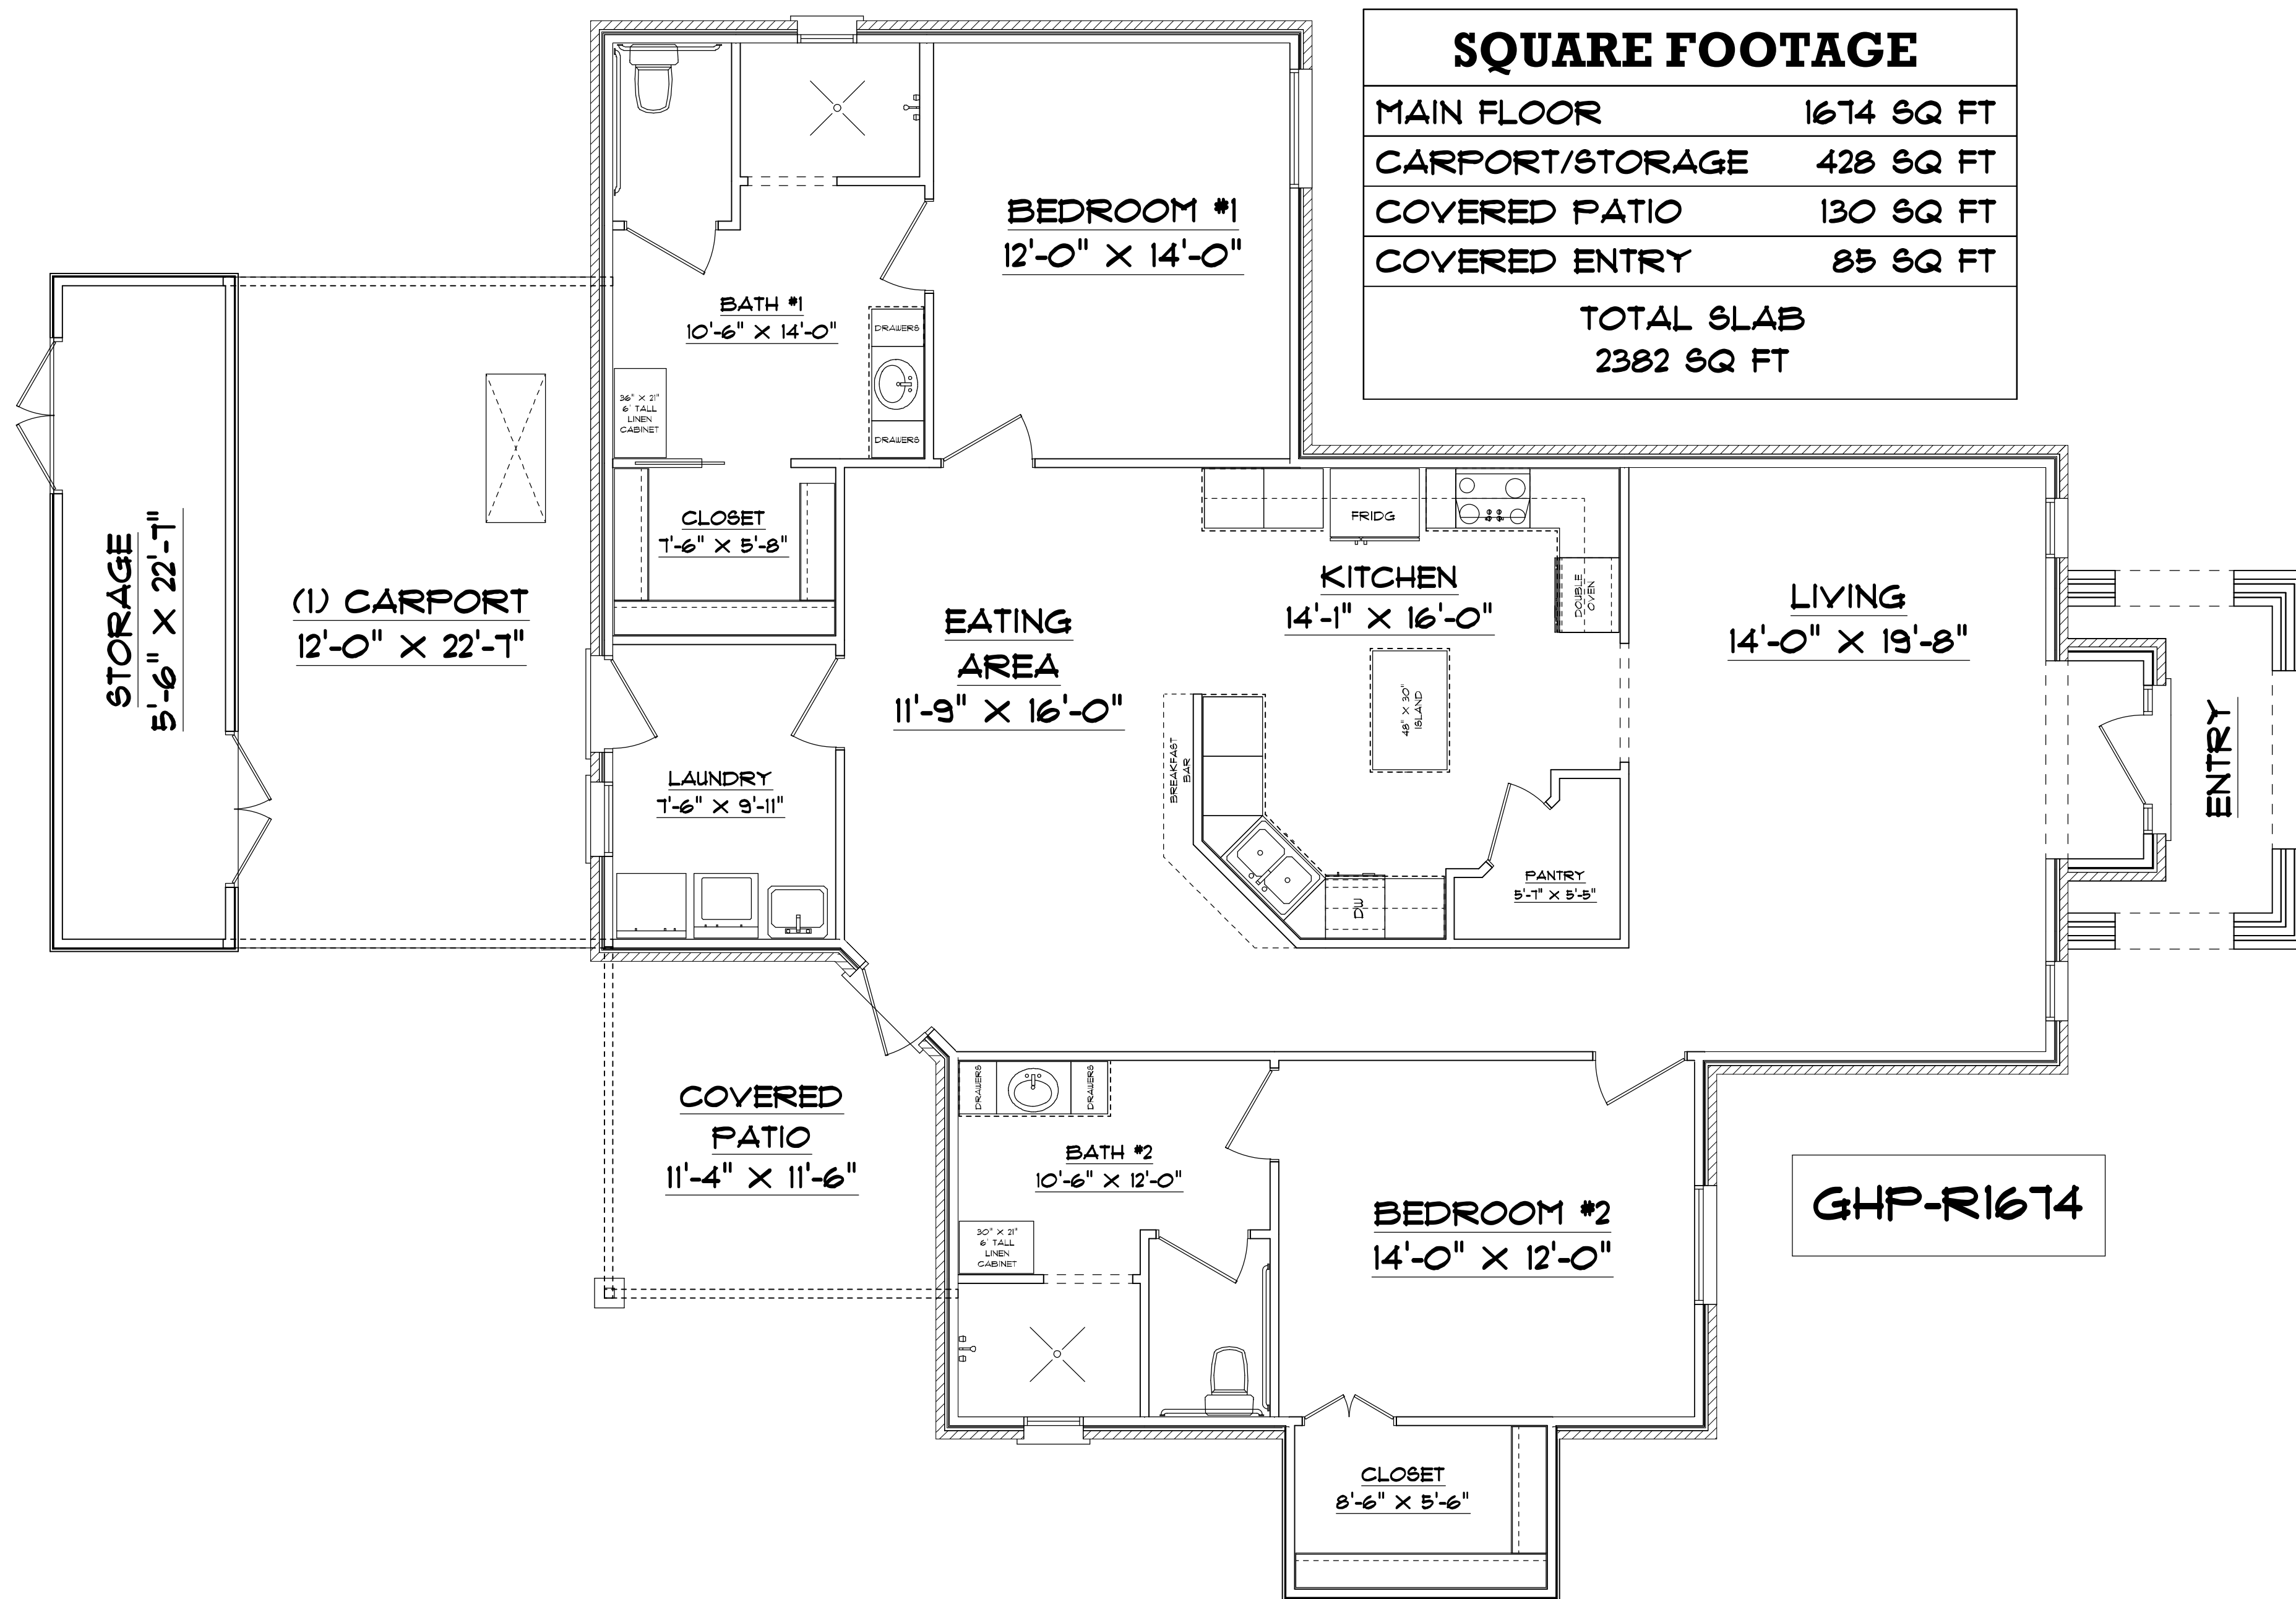 SQUARE FOOTAGE
MAIN FLOOR 1674 SQ FT
CARPORT/STORAGE 428 SQ FT
COVERED PATIO 130 SQ FT
COVERED ENTRY 85 SQ FT
TOTAL SLAB
2382 SQ FT
BEDROOM #1
12'-0" X 14'-0"
BATH #1
10'-6" X 14'-0"
DRAWERS
DRAWERS
36" X 21"
6' TALL
LINEN
CABINET
CLOSET
7'-6" X 5'-8"
STORAGE
5'-6" X 22'-7"
(1) CARPORT
12'-0" X 22'-7"
EATING
AREA
11'-9" X 16'-0"
FRIDG
KITCHEN
14'-1" X 16'-0"
DOUBLE
OVEN
48" X 30"
ISLAND
BREAKFAST
BAR
LIVING
14'-0" X 19'-8"
ENTRY
LAUNDRY
7'-6" X 9'-11"
PANTRY
5'-7" X 5'-5"
DW
COVERED
PATIO
11'-4" X 11'-6"
DRAWERS
DRAWERS
BATH #2
10'-6" X 12'-0"
30" X 21"
6' TALL
LINEN
CABINET
BEDROOM #2
14'-0" X 12'-0"
GHP-R1674
CLOSET
8'-6" X 5'-6"